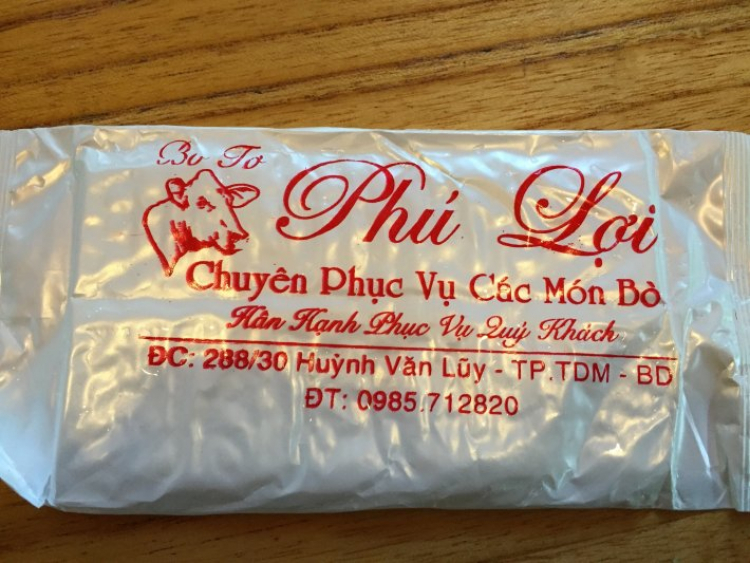 Bò Tơ
Phú Lợi
Chuyên Phục Vụ Các Món Bò
Hân Hạnh Phục Vụ Quý Khách
ĐC: 288/30 Huỳnh Văn Lũy - TP.TDM - BD
ĐT: 0985.712820